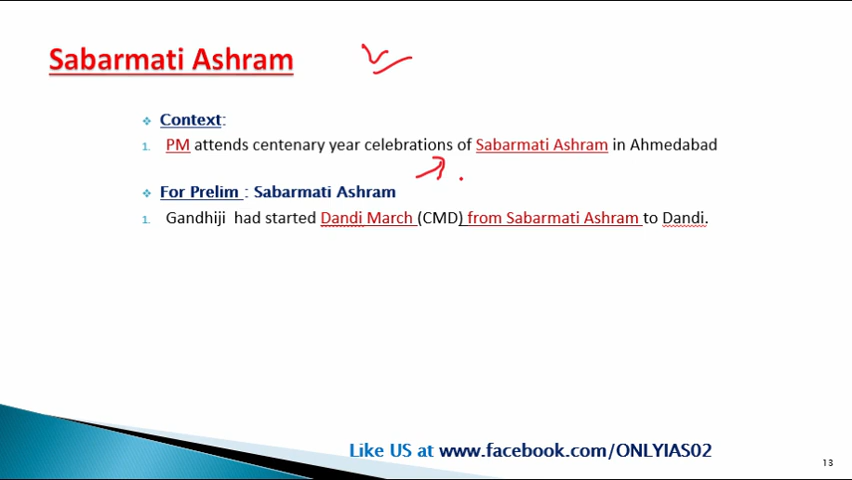 Sabarmati Ashram
Context:
1. PM attends centenary year celebrations of Sabarmati Ashram in Ahmedabad
For Prelim : Sabarmati Ashram
1. Gandhiji had started Dandi March (CMD) from Sabarmati Ashram to Dandi.
Like US at www.facebook.com/ONLYIAS02
13